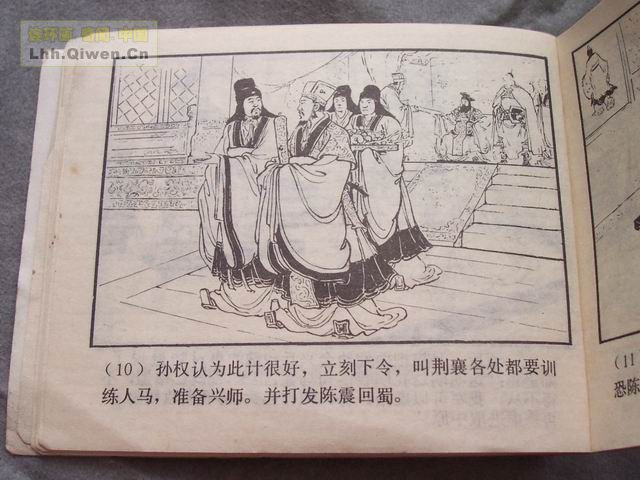 连环画·奇闻·中国
Lhh.Qiwen.Cn
(10) 孙权认为此计很好，立刻下令，叫荆襄各处都要训
练人马，准备兴师。并打发陈震回蜀。
(11
恐陈